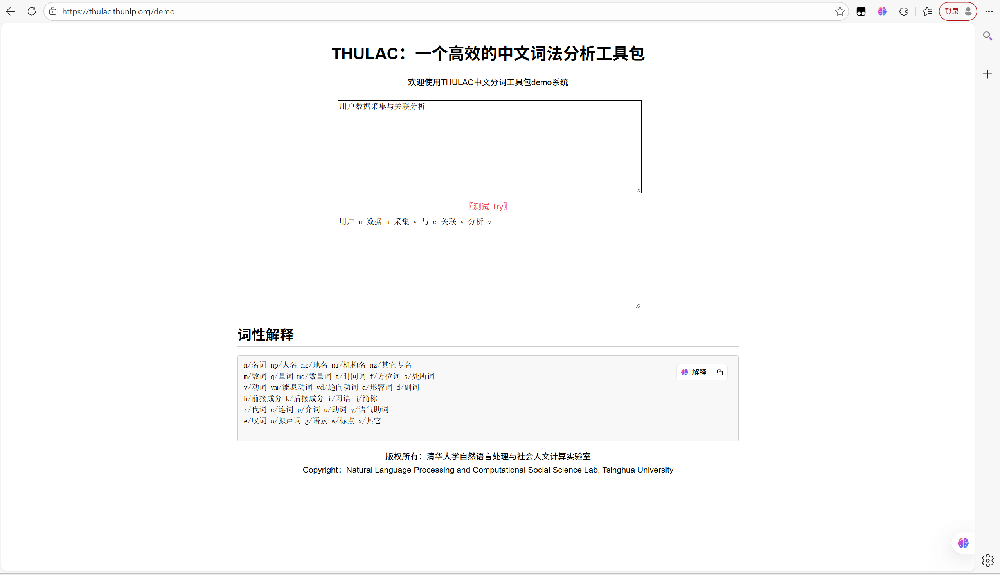 https://thulac.thunlp.org/demo
登录
THULAC：一个高效的中文词法分析工具包
欢迎使用THULAC中文分词工具包demo系统
用户数据采集与关联分析
〖测试 Try〗
用户_n 数据_n 采集_v 与_c 关联_v 分析_v
词性解释
n/名词 np/人名 ns/地名 ni/机构名 nz/其它专名
m/数词 q/量词 mq/数量词 t/时间词 f/方位词 s/处所词
v/动词 vm/能愿动词 vd/趋向动词 a/形容词 d/副词
h/前接成分 k/后接成分 i/习语 j/简称
r/代词 c/连词 p/介词 u/助词 y/语气助词
e/叹词 o/拟声词 g/语素 w/标点 x/其它
解释
版权所有：清华大学自然语言处理与社会人文计算实验室
Copyright：Natural Language Processing and Computational Social Science Lab, Tsinghua University